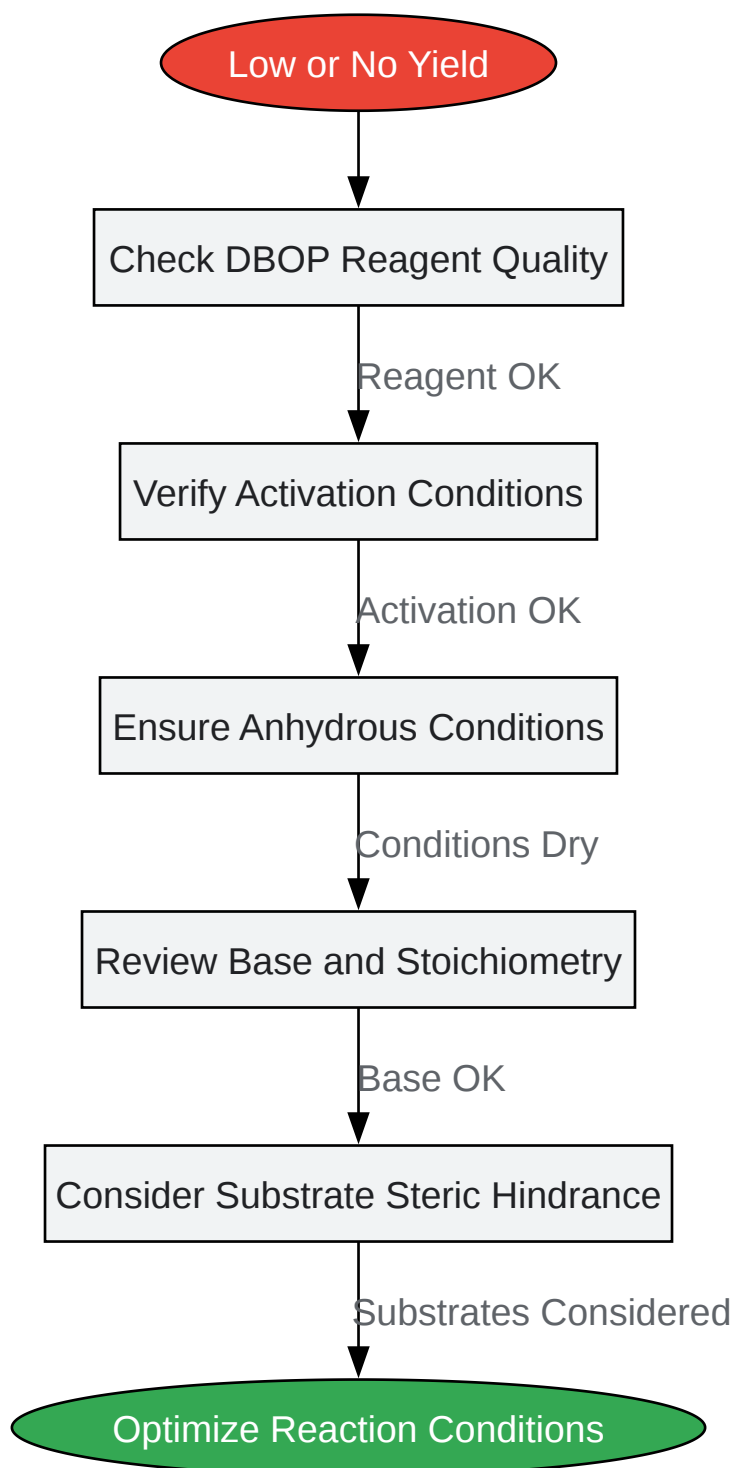 Low or No Yield
Check DBOP Reagent Quality
Reagent OK
Verify Activation Conditions
Activation OK
Ensure Anhydrous Conditions
Conditions Dry
Review Base and Stoichiometry
Base OK
Consider Substrate Steric Hindrance
Substrates Considered
Optimize Reaction Conditions